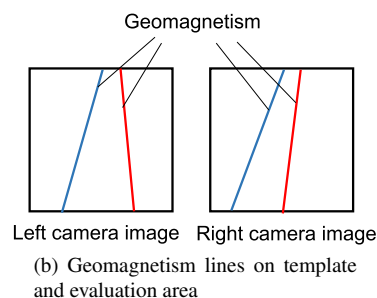 Geomagnetism
Left camera image
Right camera image
(b) Geomagnetism lines on template
and evaluation area